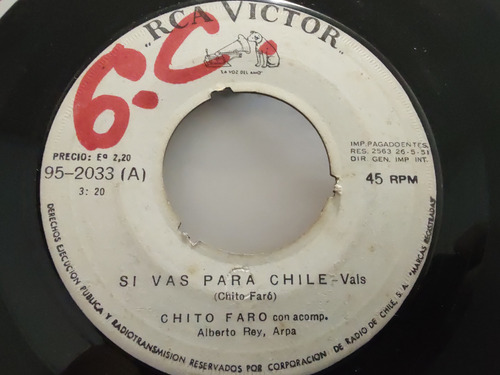 "RCA VICTOR"
"LA VOZ DEL AMO"
6.C.
PRECIO: Eº 2,20
95-2033 (A)
3:20
IMP. PAGADO ENTES.
RES. 2563 26-5-51
DIR GEN. IMP INT.
45 RPM
SI VAS PARA CHILE-Vals
(Chito Faró)
CHITO FARO con acomp.
Alberto Rey, Arpa
DERECHOS EJECUCION PUBLICA Y RADIOTRANSMISION RESERVADOS POR CORPORACION DE RADIO DE CHILE, S.A. "MARCAS REGISTRADAS"